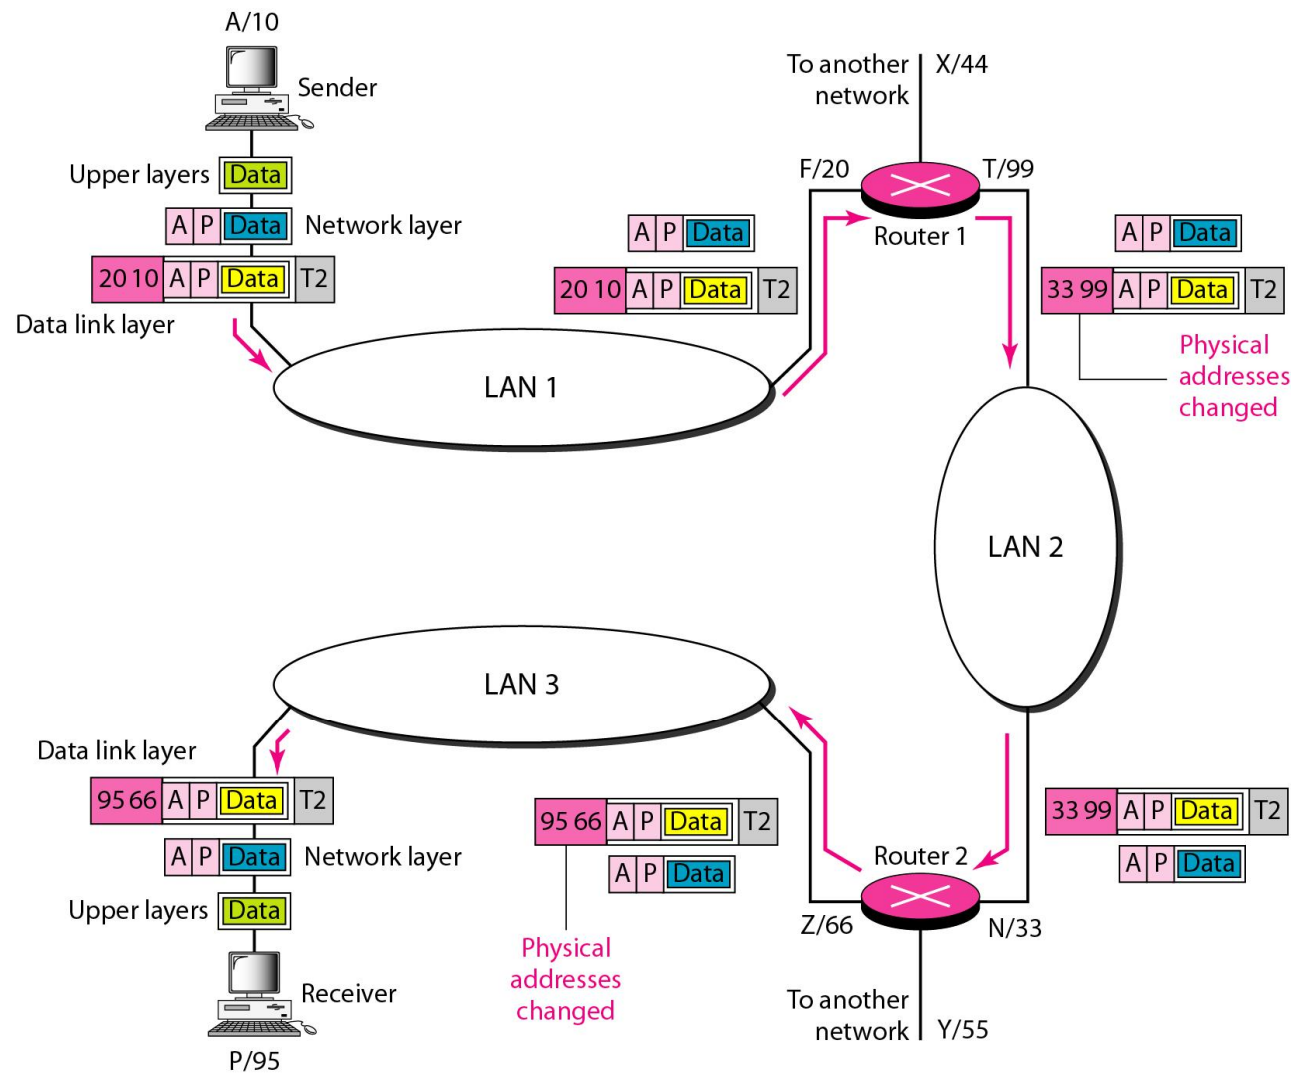 A/10
Sender
Upper layers Data
A P Data Network layer
20 10 A P Data T2
Data link layer
LAN 1
To another
network
X/44
F/20
T/99
Router 1
A P Data
20 10 A P Data T2
A P Data
33 99 A P Data T2
Physical
addresses
changed
LAN 2
LAN 3
33 99 A P Data T2
A P Data
Router 2
Z/66
N/33
To another
network
Y/55
95 66 A P Data T2
A P Data
Physical
addresses
changed
Data link layer
95 66 A P Data T2
A P Data Network layer
Upper layers Data
Receiver
P/95